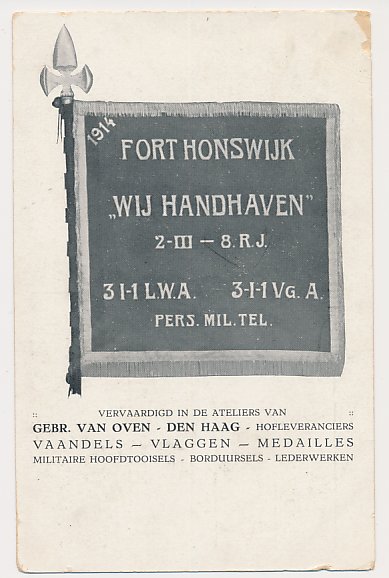 1914
FORT HONSWIJK
„WIJ HANDHAVEN"
2-III — 8. R. J.
3 I-1 L.W.A. 3-I-1 VG. A.
PERS. MIL. TEL.
:: VERVAARDIGD IN DE ATELIERS VAN ::
GEBR. VAN OVEN - DEN HAAG - HOFLEVERANCIERS
VAANDELS — VLAGGEN — MEDAILLES
MILITAIRE HOOFDTOOISELS - BORDUURSELS - LEDERWERKEN